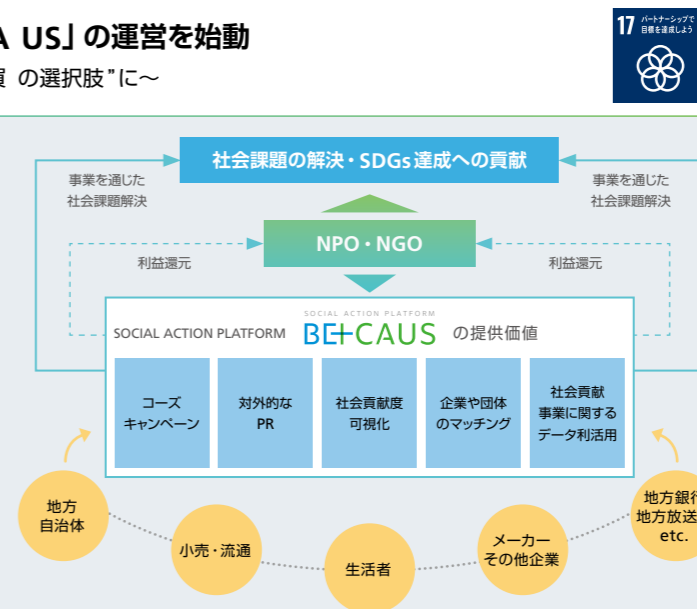 A US」の運営を始動
の選択肢”に～
17 パートナーシップで
目標を達成しよう
社会課題の解決・SDGs達成への貢献
事業を通じた
社会課題解決
事業を通じた
社会課題解決
NPO・NGO
利益還元
利益還元
SOCIAL ACTION PLATFORM
SOCIAL ACTION PLATFORM BE+CAUS の提供価値
コーズ
キャンペーン
対外的な
PR
社会貢献度
可視化
企業や団体
のマッチング
社会貢献
事業に関する
データ利活用
地方
自治体
小売・流通
生活者
メーカー
その他企業
地方銀行
地方放送
etc.